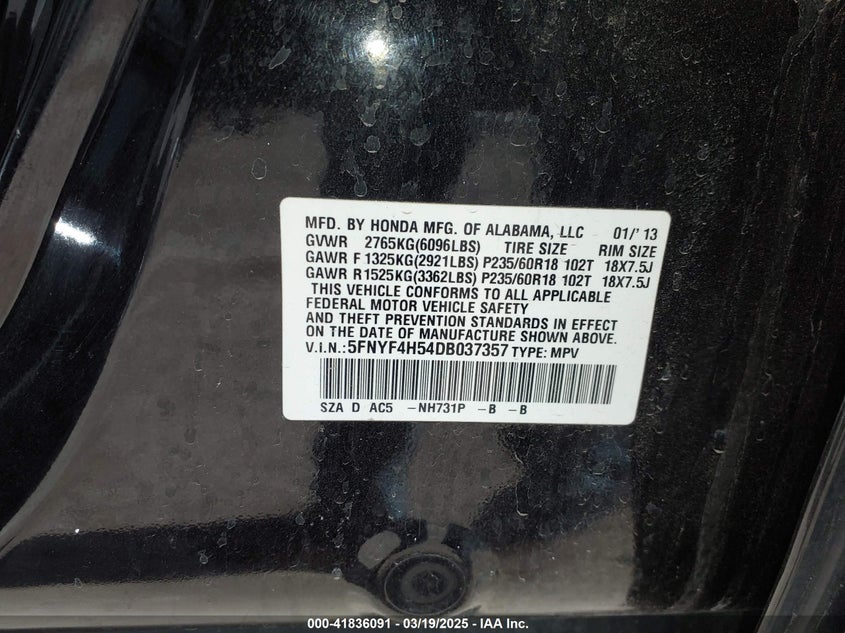 MFD. BY HONDA MFG. OF ALABAMA, LLC 01/'13
GVWR 2765KG(6096LBS) TIRE SIZE RIM SIZE
GAWR F 1325KG(2921LBS) P235/60R18 102T 18X7.5J
GAWR R1525KG(3362LBS) P235/60R18 102T 18X7.5J
THIS VEHICLE CONFORMS TO ALL APPLICABLE
FEDERAL MOTOR VEHICLE SAFETY
AND THEFT PREVENTION STANDARDS IN EFFECT
ON THE DATE OF MANUFACTURE SHOWN ABOVE.
V.I.N.:5FNYF4H54DB037357 TYPE: MPV
SZA D AC5 -NH731P -B -B
000-41836091 — 03/19/2025 — IAA Inc.